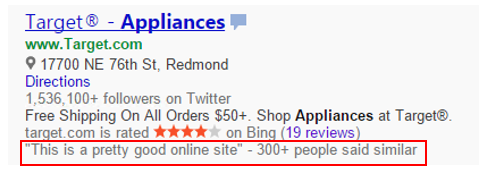 Target® - Appliances
www.Target.com
17700 NE 76th St, Redmond
Directions
1,536,100+ followers on Twitter
Free Shipping On All Orders $50+. Shop Appliances at Target®.
target.com is rated ★★★★★ on Bing (19 reviews)
"This is a pretty good online site" - 300+ people said similar